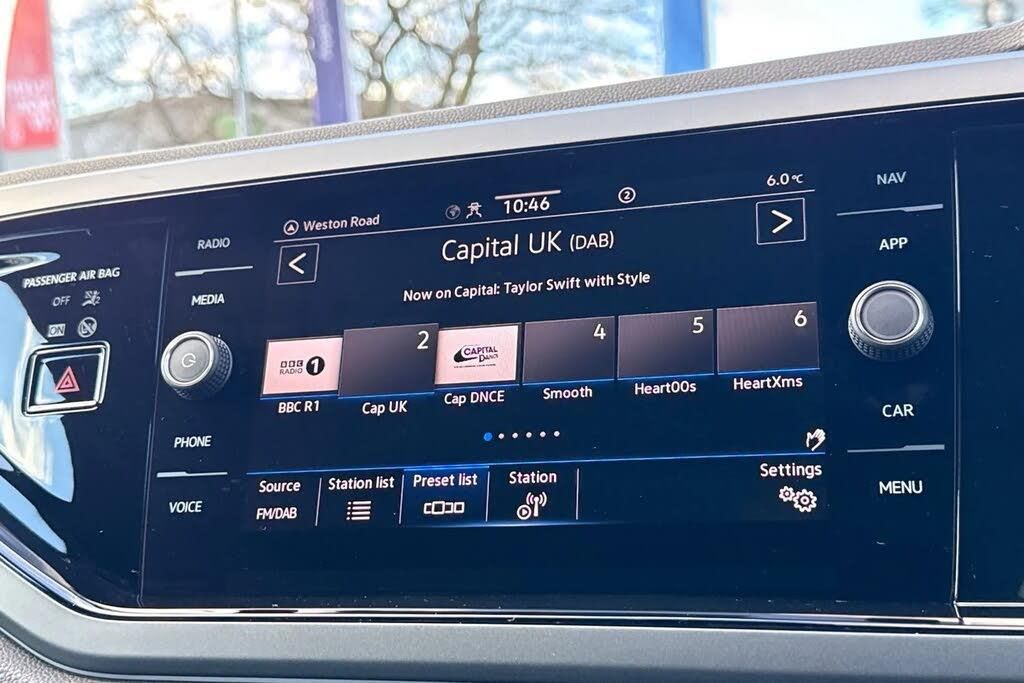 Weston Road
10:46
2
6.0°C
Capital UK (DAB)
<
>
Now on Capital: Taylor Swift with Style
BBC RADIO 1
2
CAPITAL DANCE
4
5
6
BBC R1
Cap UK
Cap DNCE
Smooth
Heart00s
HeartXms
Source
FM/DAB
Station list
Preset list
Station
Settings
RADIO
MEDIA
PHONE
VOICE
NAV
APP
CAR
MENU
PASSENGER AIR BAG
OFF
ON